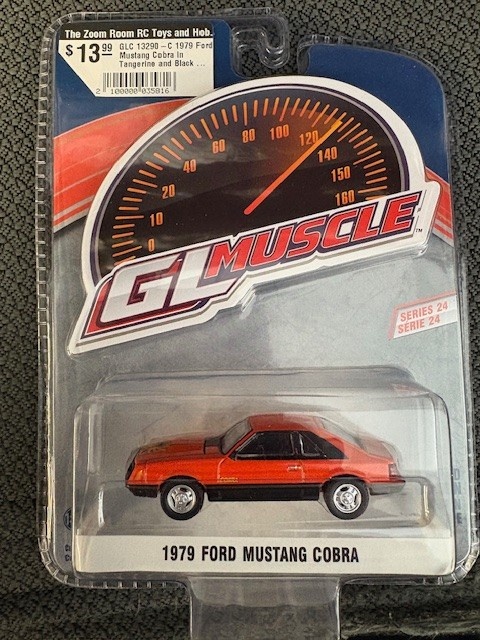 The Zoom Room RC Toys and Hob.
$13.99 GLC 13290 - C 1979 Ford
Mustang Cobra in
Tangerine and Black ...
2 100000 035816
0
10
20
40
60
80
100
120
140
150
160
GL MUSCLE™
SERIES 24
SERIE 24
1979 FORD MUSTANG COBRA